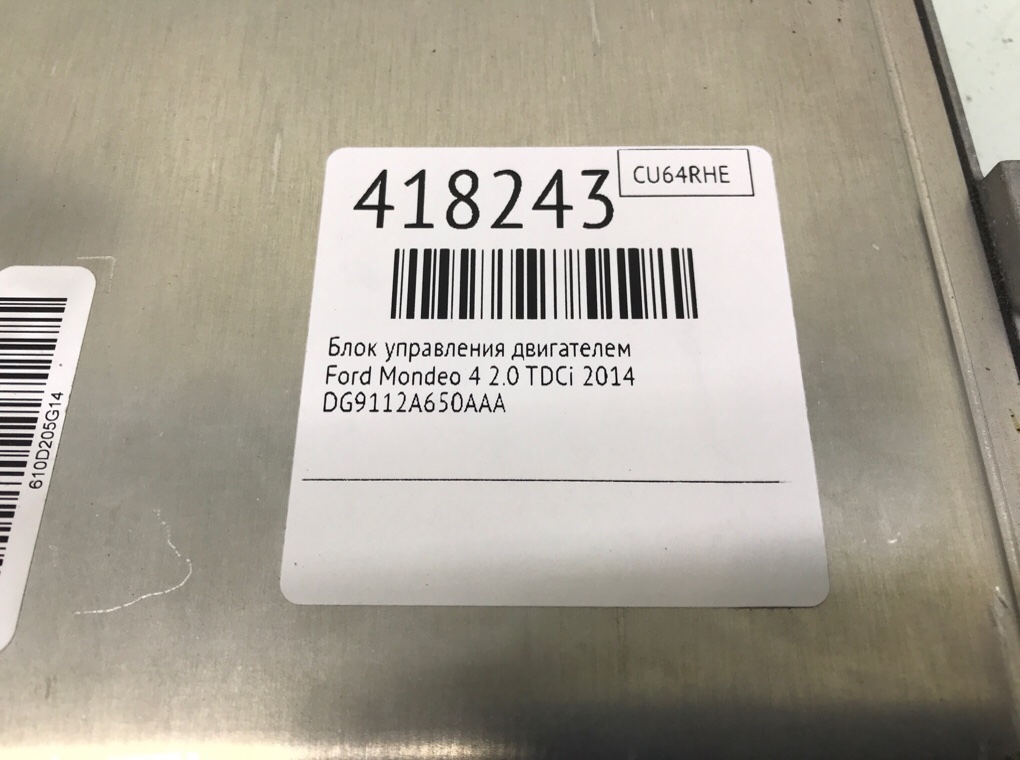 418243
CU64RHE
Блок управления двигателем
Ford Mondeo 4 2.0 TDCi 2014
DG9112A650AAA
610D205G14